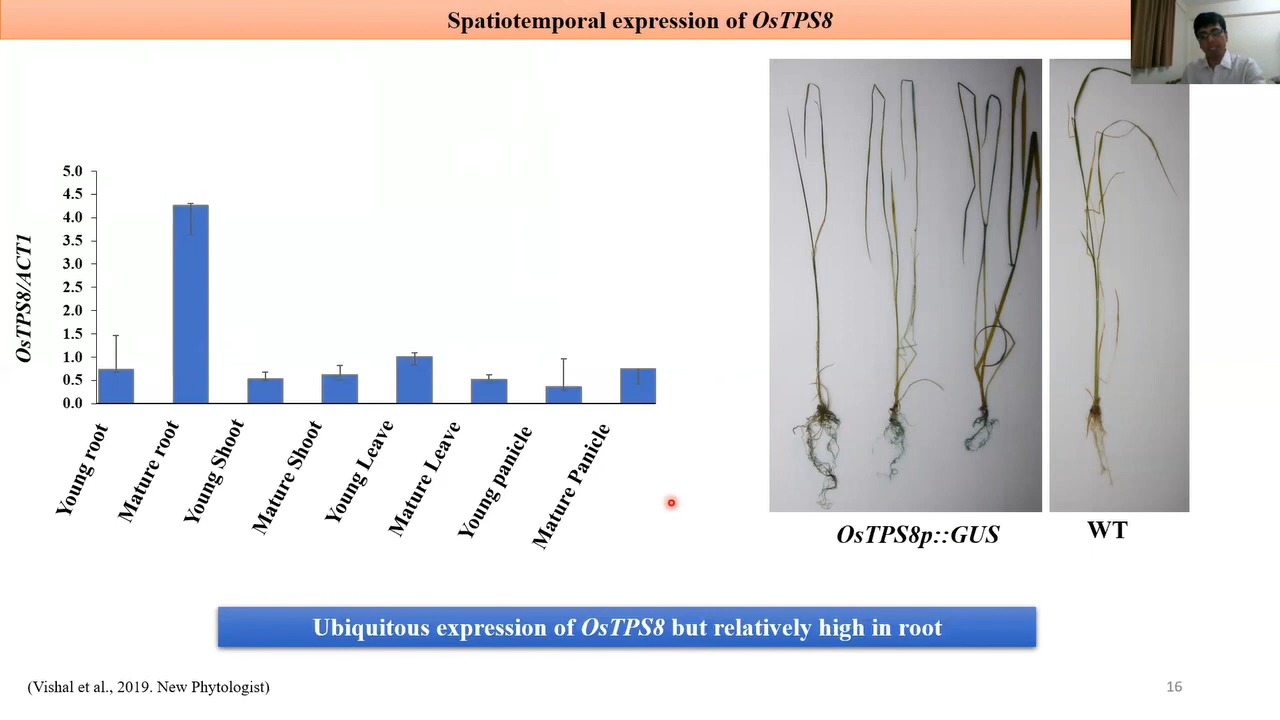 Spatiotemporal expression of OsTPS8
OsTPS8/ACT1
5.0
4.5
4.0
3.5
3.0
2.5
2.0
1.5
1.0
0.5
0.0
Young root
Mature root
Young Shoot
Mature Shoot
Young Leave
Mature Leave
Young panicle
Mature Panicle
OsTPS8p::GUS
WT
Ubiquitous expression of OsTPS8 but relatively high in root
(Vishal et al., 2019. New Phytologist)
16